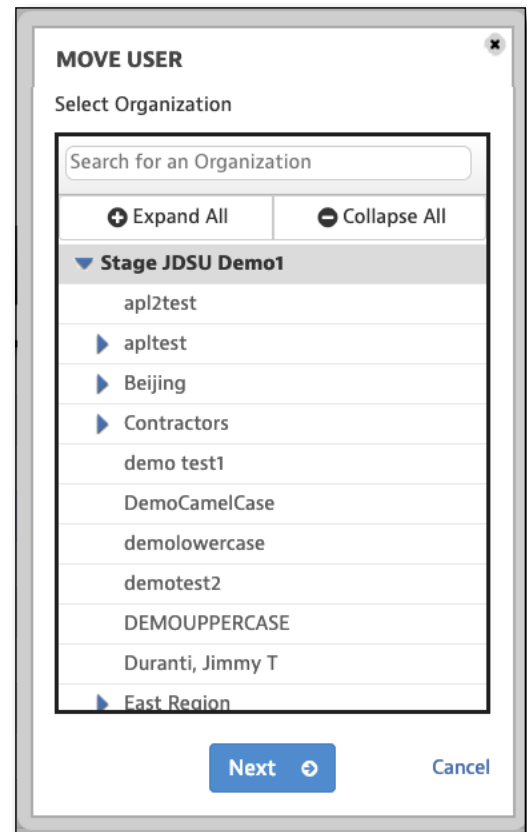 MOVE USER
Select Organization
Search for an Organization
Expand All Collapse All
Stage JDSU Demo1
apl2test
apltest
Beijing
Contractors
demo test1
DemoCamelCase
demolowercase
demotest2
DEMOUPPERCASE
Duranti, Jimmy T
East Region
Next Cancel